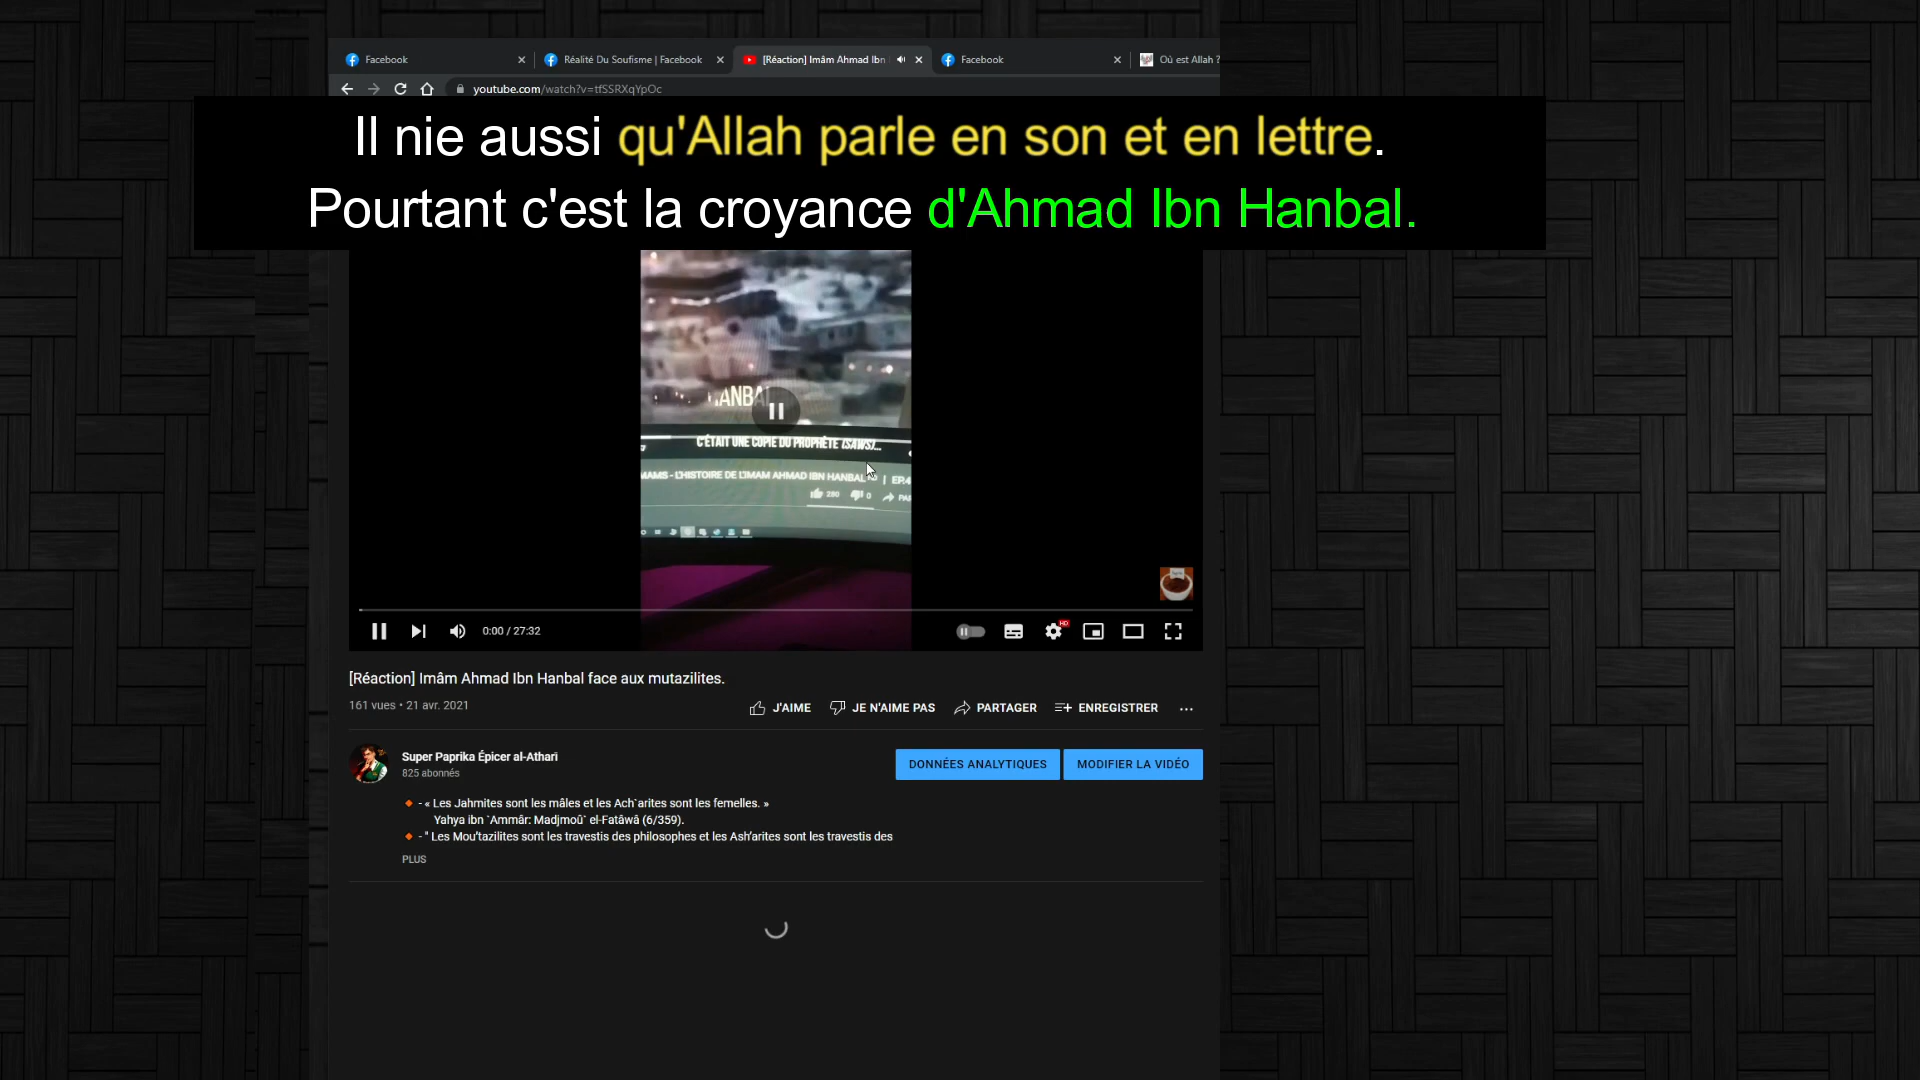 Facebook
Réalité Du Soufisme | Facebook
[Réaction] Imâm Ahmad Ibn
Facebook
Où est Allah ?
youtube.com/watch?v=tfSSRXqYpOc
Il nie aussi qu'Allah parle en son et en lettre.
Pourtant c'est la croyance d'Ahmad Ibn Hanbal.
C'ÉTAIT UNE COPIE DU PROPHÈTE (SAWS)...
- L'HISTOIRE DE L'IMAM AHMAD IBN HANBAL | EP.4
280 0
0:00 / 27:32
HD
[Réaction] Imâm Ahmad Ibn Hanbal face aux mutazilites.
161 vues • 21 avr. 2021
J'AIME JE N'AIME PAS PARTAGER ENREGISTRER ...
Super Paprika Épicer al-Atharî
825 abonnés
DONNÉES ANALYTIQUES MODIFIER LA VIDÉO
- « Les Jahmites sont les mâles et les Ach`arites sont les femelles. »
Yahya ibn `Ammâr: Madjmoû` el-Fatâwâ (6/359).
- " Les Mou'tazilites sont les travestis des philosophes et les Ash'arites sont les travestis des
PLUS